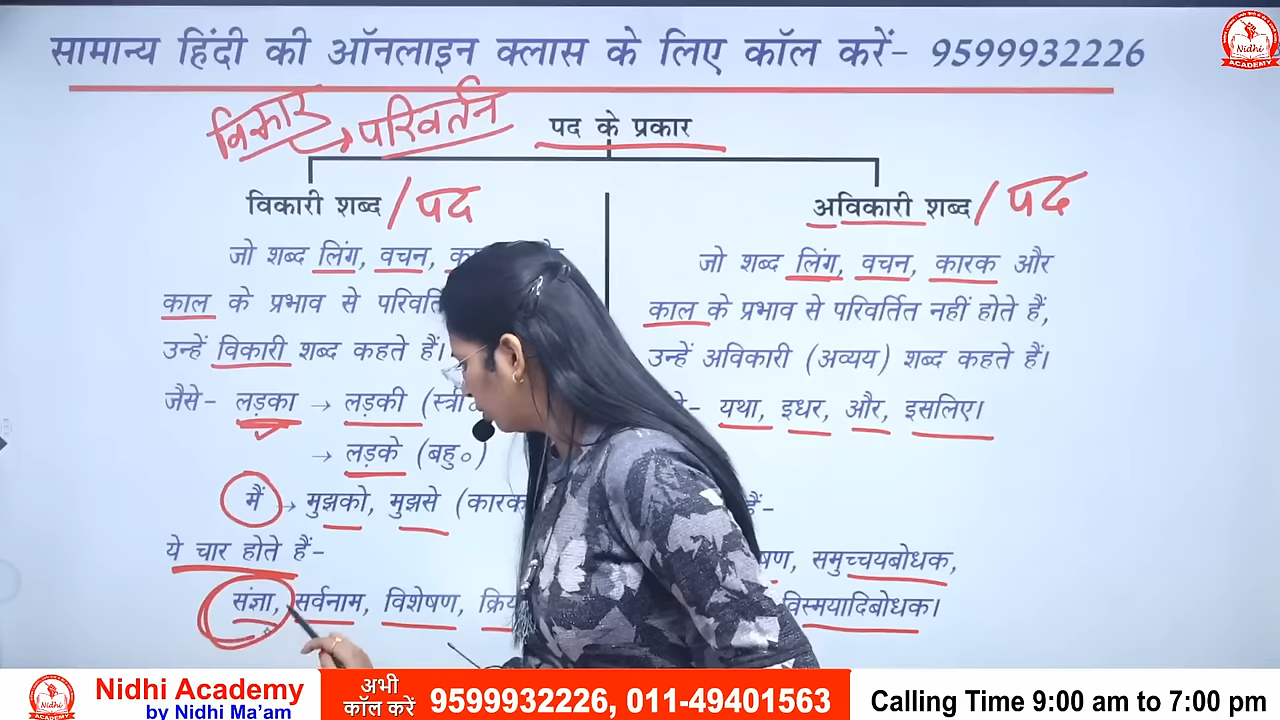 सामान्य हिंदी की ऑनलाइन क्लास के लिए कॉल करें- 9599932226
Nidhi
ACADEMY
विकार → परिवर्तन
पद के प्रकार
विकारी शब्द / पद
जो शब्द लिंग, वचन,
काल के प्रभाव से
उन्हें विकारी शब्द कहते हैं।
जैसे- लड़का → लड़की
→ लड़के (बहु०)
मैं → मुझको, मुझसे (कारक
ये चार होते हैं-
संज्ञा, सर्वनाम, विशेषण,
अविकारी शब्द / पद
जो शब्द लिंग, वचन, कारक और
काल के प्रभाव से परिवर्तित नहीं होते हैं,
उन्हें अविकारी (अव्यय) शब्द कहते हैं।
यथा, इधर, और, इसलिए।
हैं-
समुच्चयबोधक,
विस्मयादिबोधक।
Nidhi Academy
by Nidhi Ma'am
अभी
कॉल करें
9599932226, 011-49401563
Calling Time 9:00 am to 7:00 pm